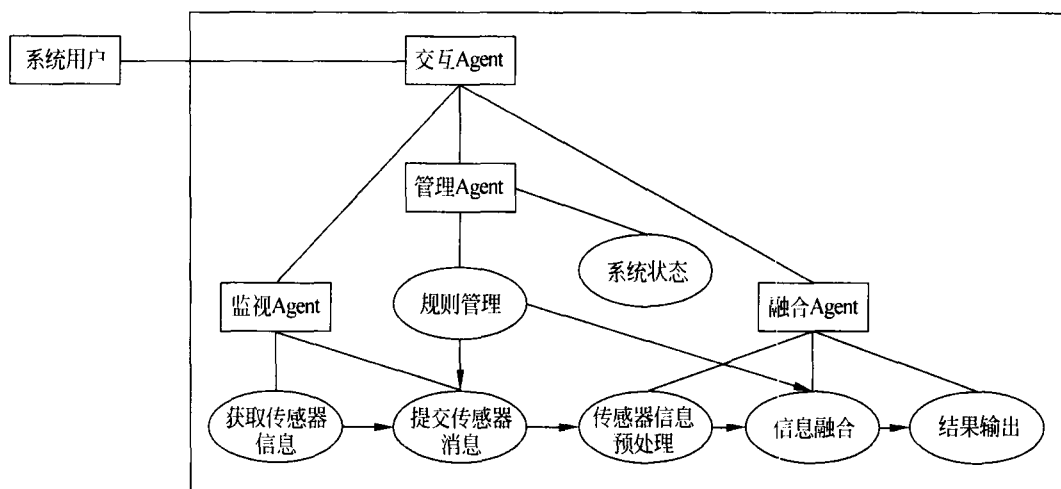 系统用户
交互Agent
管理Agent
系统状态
监视Agent
规则管理
融合Agent
获取传感器
信息
提交传感器
消息
传感器信息
预处理
信息融合
结果输出